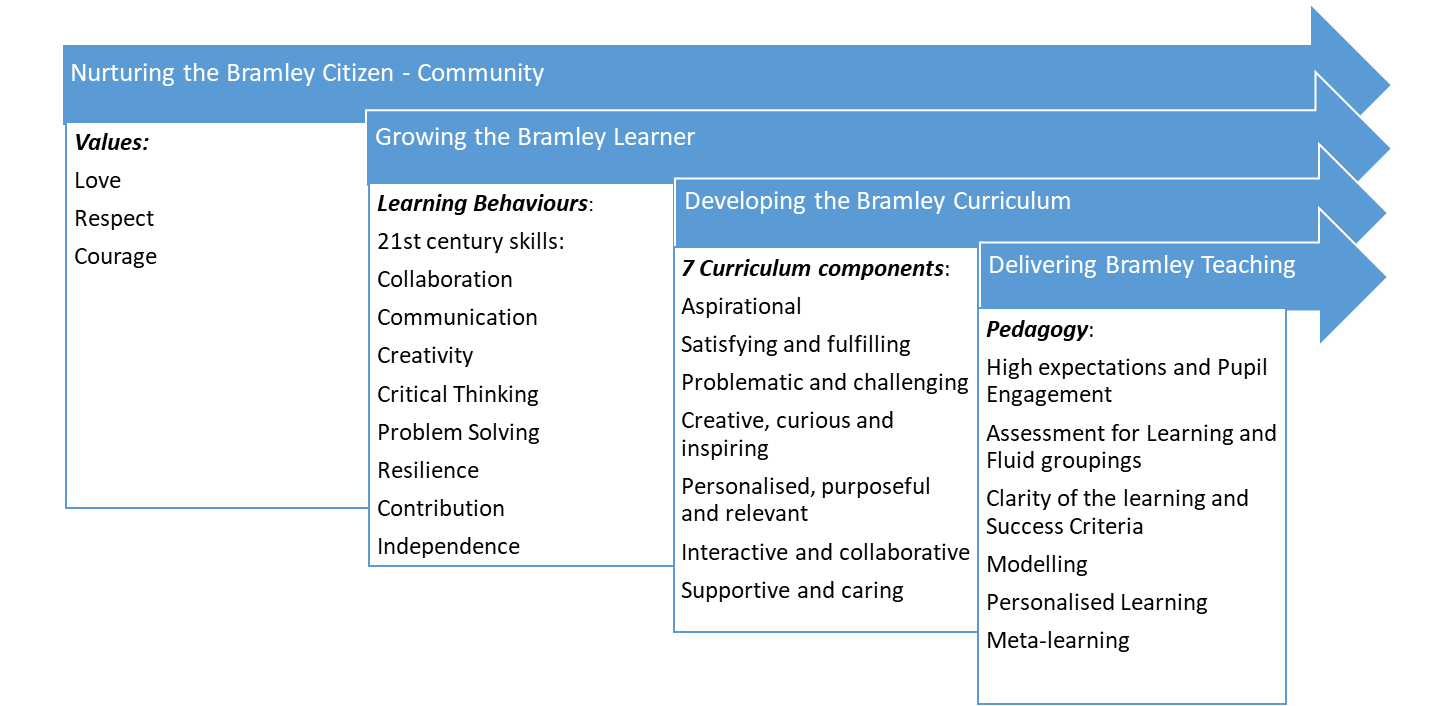 Nurturing the Bramley Citizen - Community
Values:
Love
Respect
Courage
Growing the Bramley Learner
Learning Behaviours:
21st century skills:
Collaboration
Communication
Creativity
Critical Thinking
Problem Solving
Resilience
Contribution
Independence
Developing the Bramley Curriculum
7 Curriculum components:
Aspirational
Satisfying and fulfilling
Problematic and challenging
Creative, curious and
inspiring
Personalised, purposeful
and relevant
Interactive and collaborative
Supportive and caring
Delivering Bramley Teaching
Pedagogy:
High expectations and Pupil
Engagement
Assessment for Learning and
Fluid groupings
Clarity of the learning and
Success Criteria
Modelling
Personalised Learning
Meta-learning